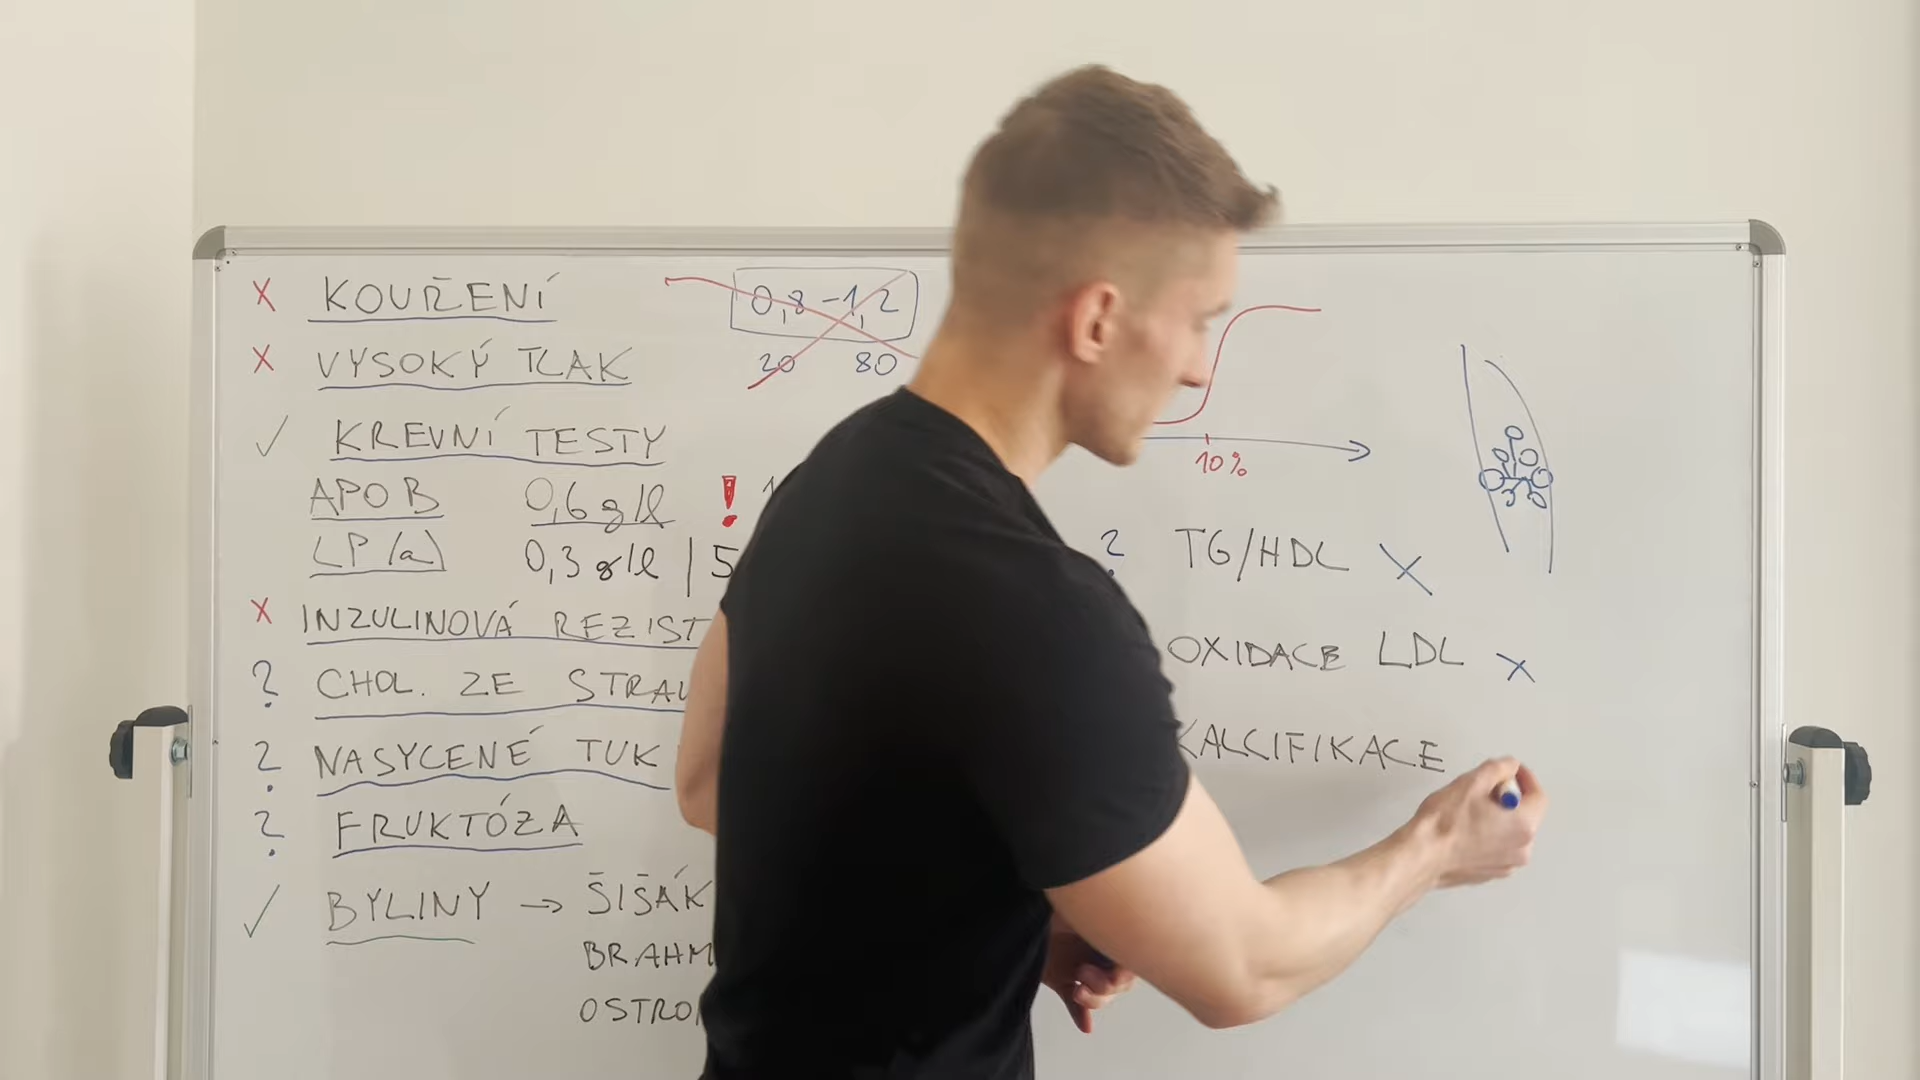 X KOUŘENÍ
X VYSOKÝ TLAK
✓ KREVNÍ TESTY
APO B 0,6 g/l !
LP(a) 0,3 g/l | 5
X INZULINOVÁ REZIST
? CHOL. ZE STRAV
? NASYCENÉ TUK
? FRUKTÓZA
✓ BYLINY → ŠIŠÁK
BRAHM
OSTRO
0,8-1,2
20 80
10%
? TG/HDL X
OXIDACE LDL X
KALCIFIKACE